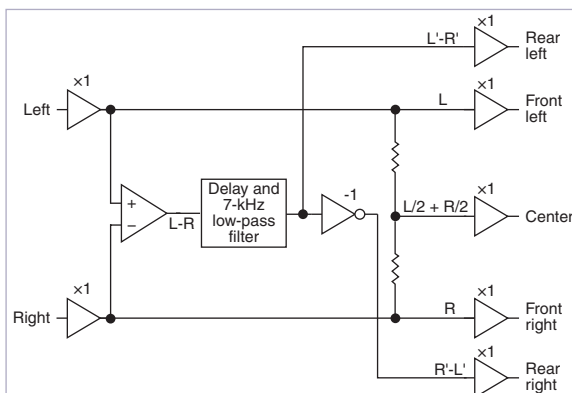 ×1
L'-R'
Rear
left
×1
Left
L
×1
Front
left
+
−
L-R
Delay and
7-kHz
low-pass
filter
-1
L/2 + R/2
×1
Center
×1
Right
R
×1
Front
right
R'-L'
×1
Rear
right